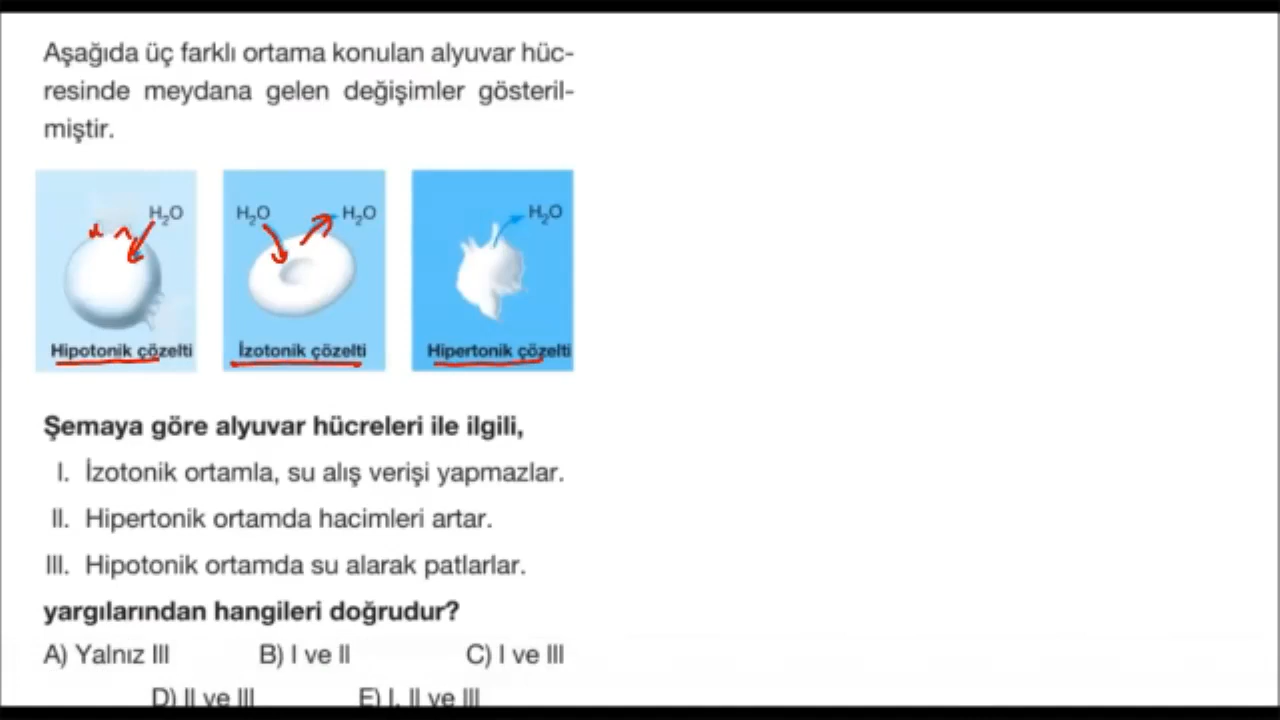 Aşağıda üç farklı ortama konulan alyuvar hüc-
resinde meydana gelen değişimler gösteril-
miştir.
H₂O
H₂O
H₂O
H₂O
Hipotonik çözelti
İzotonik çözelti
Hipertonik çözelti
Şemaya göre alyuvar hücreleri ile ilgili,
I. İzotonik ortamla, su alış verişi yapmazlar.
II. Hipertonik ortamda hacimleri artar.
III. Hipotonik ortamda su alarak patlarlar.
yargılarından hangileri doğrudur?
A) Yalnız III B) I ve II C) I ve III
D) II ve III E) I, II ve III